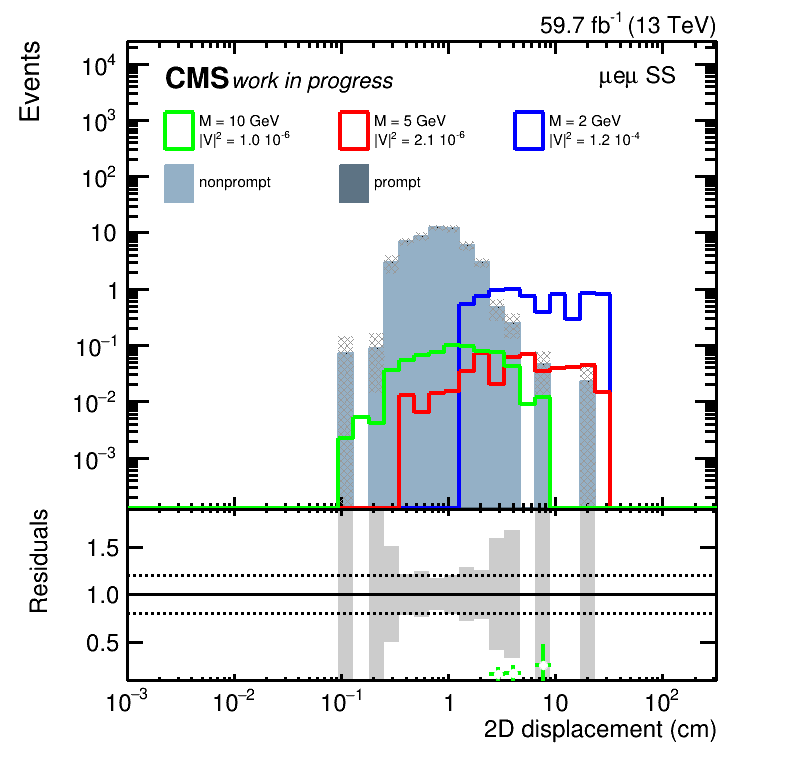 59.7 fb⁻¹ (13 TeV)
Events
CMS work in progress
μeμ SS
M = 10 GeV
|V|² = 1.0 10⁻⁶
M = 5 GeV
|V|² = 2.1 10⁻⁶
M = 2 GeV
|V|² = 1.2 10⁻⁴
nonprompt
prompt
10⁴
10³
10²
10
1
10⁻¹
10⁻²
10⁻³
Residuals
1.5
1.0
0.5
10⁻³ 10⁻² 10⁻¹ 1 10 10²
2D displacement (cm)